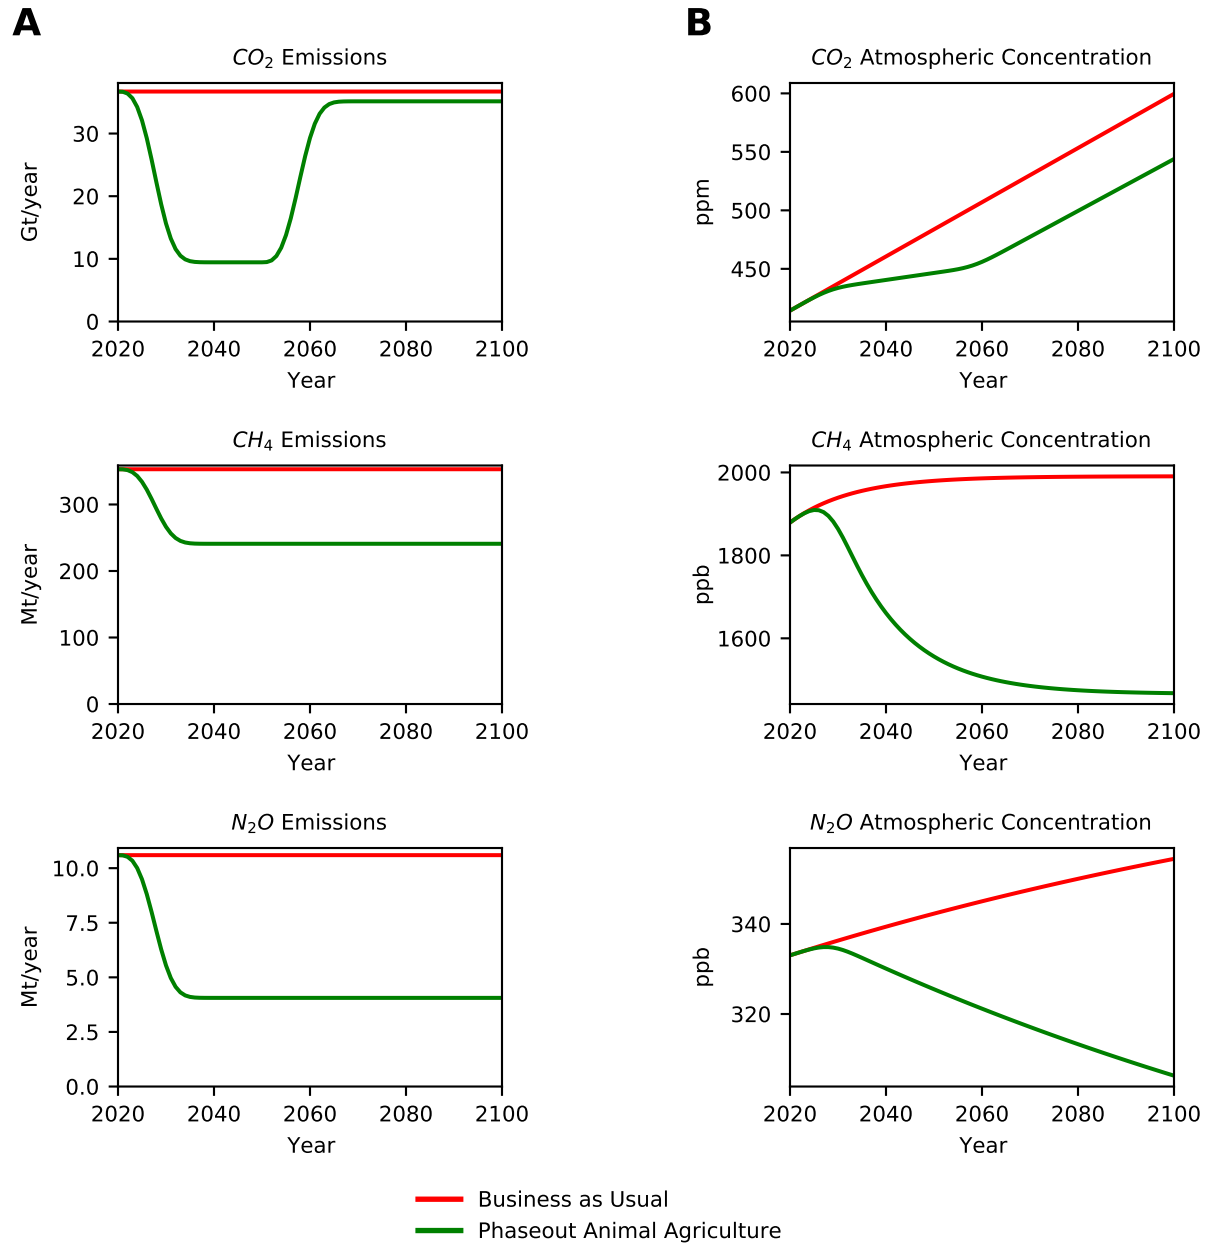 A
B
CO₂ Emissions
Gt/year
30
20
10
0
2020 2040 2060 2080 2100
Year
CO₂ Atmospheric Concentration
ppm
600
550
500
450
2020 2040 2060 2080 2100
Year
CH₄ Emissions
Mt/year
300
200
100
0
2020 2040 2060 2080 2100
Year
CH₄ Atmospheric Concentration
ppb
2000
1800
1600
2020 2040 2060 2080 2100
Year
N₂O Emissions
Mt/year
10.0
7.5
5.0
2.5
0.0
2020 2040 2060 2080 2100
Year
N₂O Atmospheric Concentration
ppb
340
320
2020 2040 2060 2080 2100
Year
Business as Usual
Phaseout Animal Agriculture